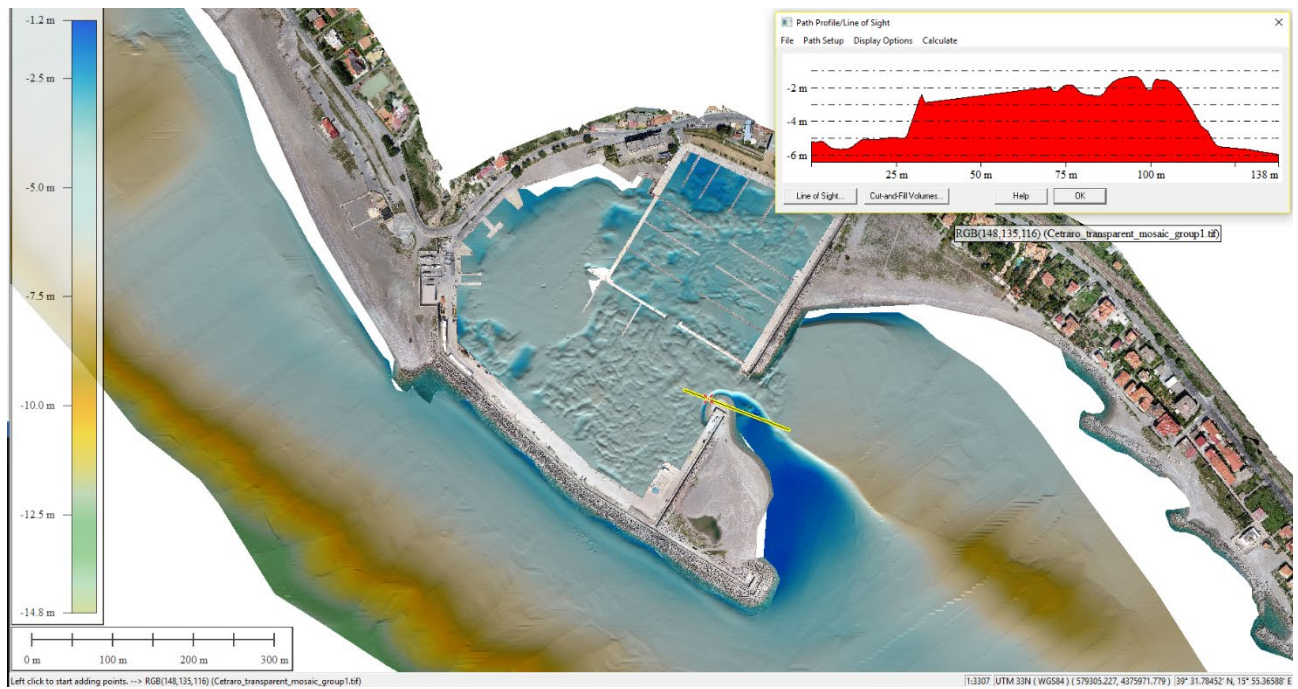 -1.2 m
-2.5 m
-5.0 m
-7.5 m
-10.0 m
-12.5 m
-14.8 m
0 m 100 m 200 m 300 m
Path Profile/Line of Sight
File Path Setup Display Options Calculate
-2 m
-4 m
-6 m
25 m 50 m 75 m 100 m 138 m
Line of Sight... Cut-and-Fill Volumes... Help OK
RGB(148,135,116) (Cetraro_transparent_mosaic_group1.tif)
Left click to start adding points. --> RGB(148,135,116) (Cetraro_transparent_mosaic_group1.tif)
1:3307 UTM 33N ( WGS84 ) ( 579305.227, 4375971.779 ) 39° 31.78452' N, 15° 55.36588' E